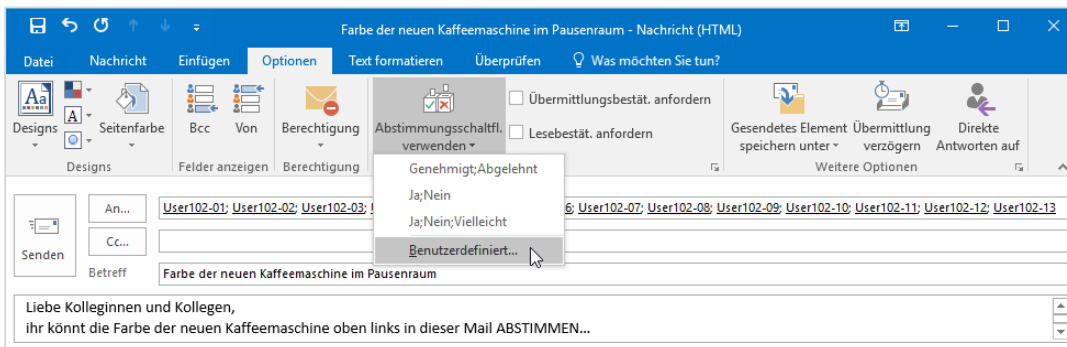 Farbe der neuen Kaffeemaschine im Pausenraum - Nachricht (HTML)
Datei Nachricht Einfügen Optionen Text formatieren Überprüfen Was möchten Sie tun?
Designs
Seitenfarbe
Bcc
Von
Berechtigung
Abstimmungsschaltfl. verwenden
Übermittlungsbestät. anfordern
Lesebestät. anfordern
Gesendetes Element
speichern unter
Übermittlung
verzögern
Direkte
Antworten auf
Designs Felder anzeigen Berechtigung Weitere Optionen
Genehmigt;Abgelehnt
Ja;Nein
Ja;Nein;Vielleicht
Benutzerdefiniert...
Senden
An... User102-01; User102-02; User102-03; 6; User102-07; User102-08; User102-09; User102-10; User102-11; User102-12; User102-13
Cc...
Betreff Farbe der neuen Kaffeemaschine im Pausenraum
Liebe Kolleginnen und Kollegen,
ihr könnt die Farbe der neuen Kaffeemaschine oben links in dieser Mail ABSTIMMEN...